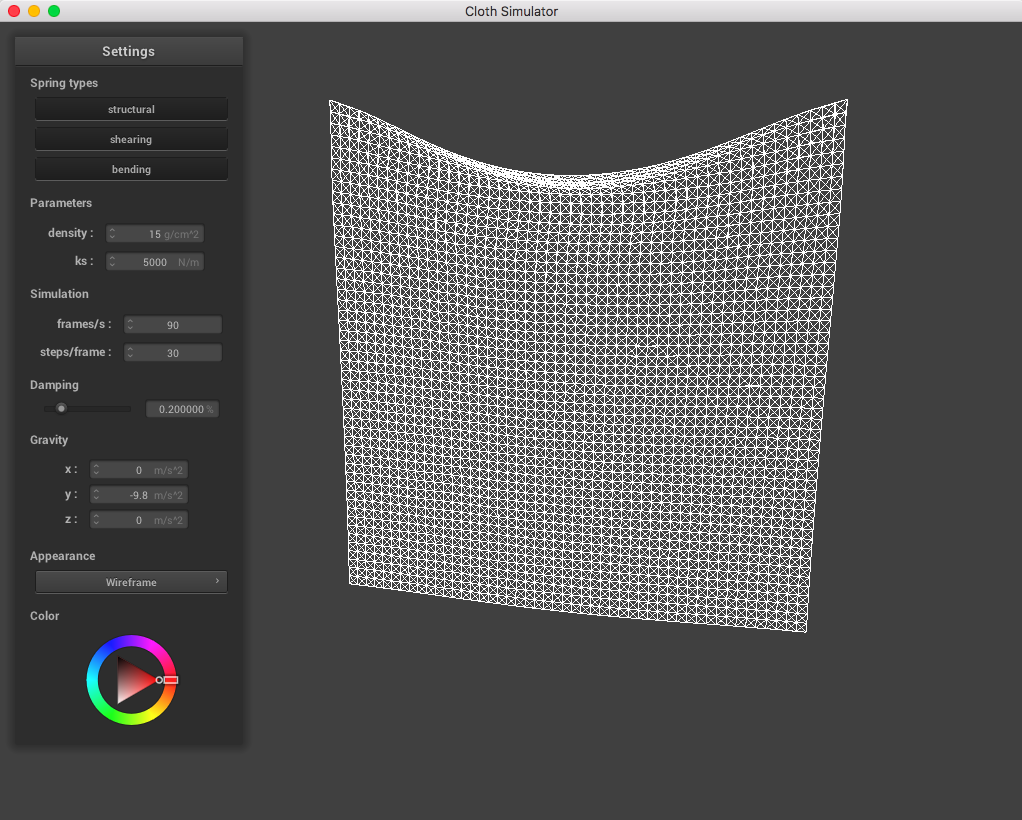 Cloth Simulator
Settings
Spring types
structural
shearing
bending
Parameters
density : 15 g/cm^2
ks : 5000 N/m
Simulation
frames/s : 90
steps/frame : 30
Damping
0.200000 %
Gravity
x : 0 m/s^2
y : -9.8 m/s^2
z : 0 m/s^2
Appearance
Wireframe ›
Color